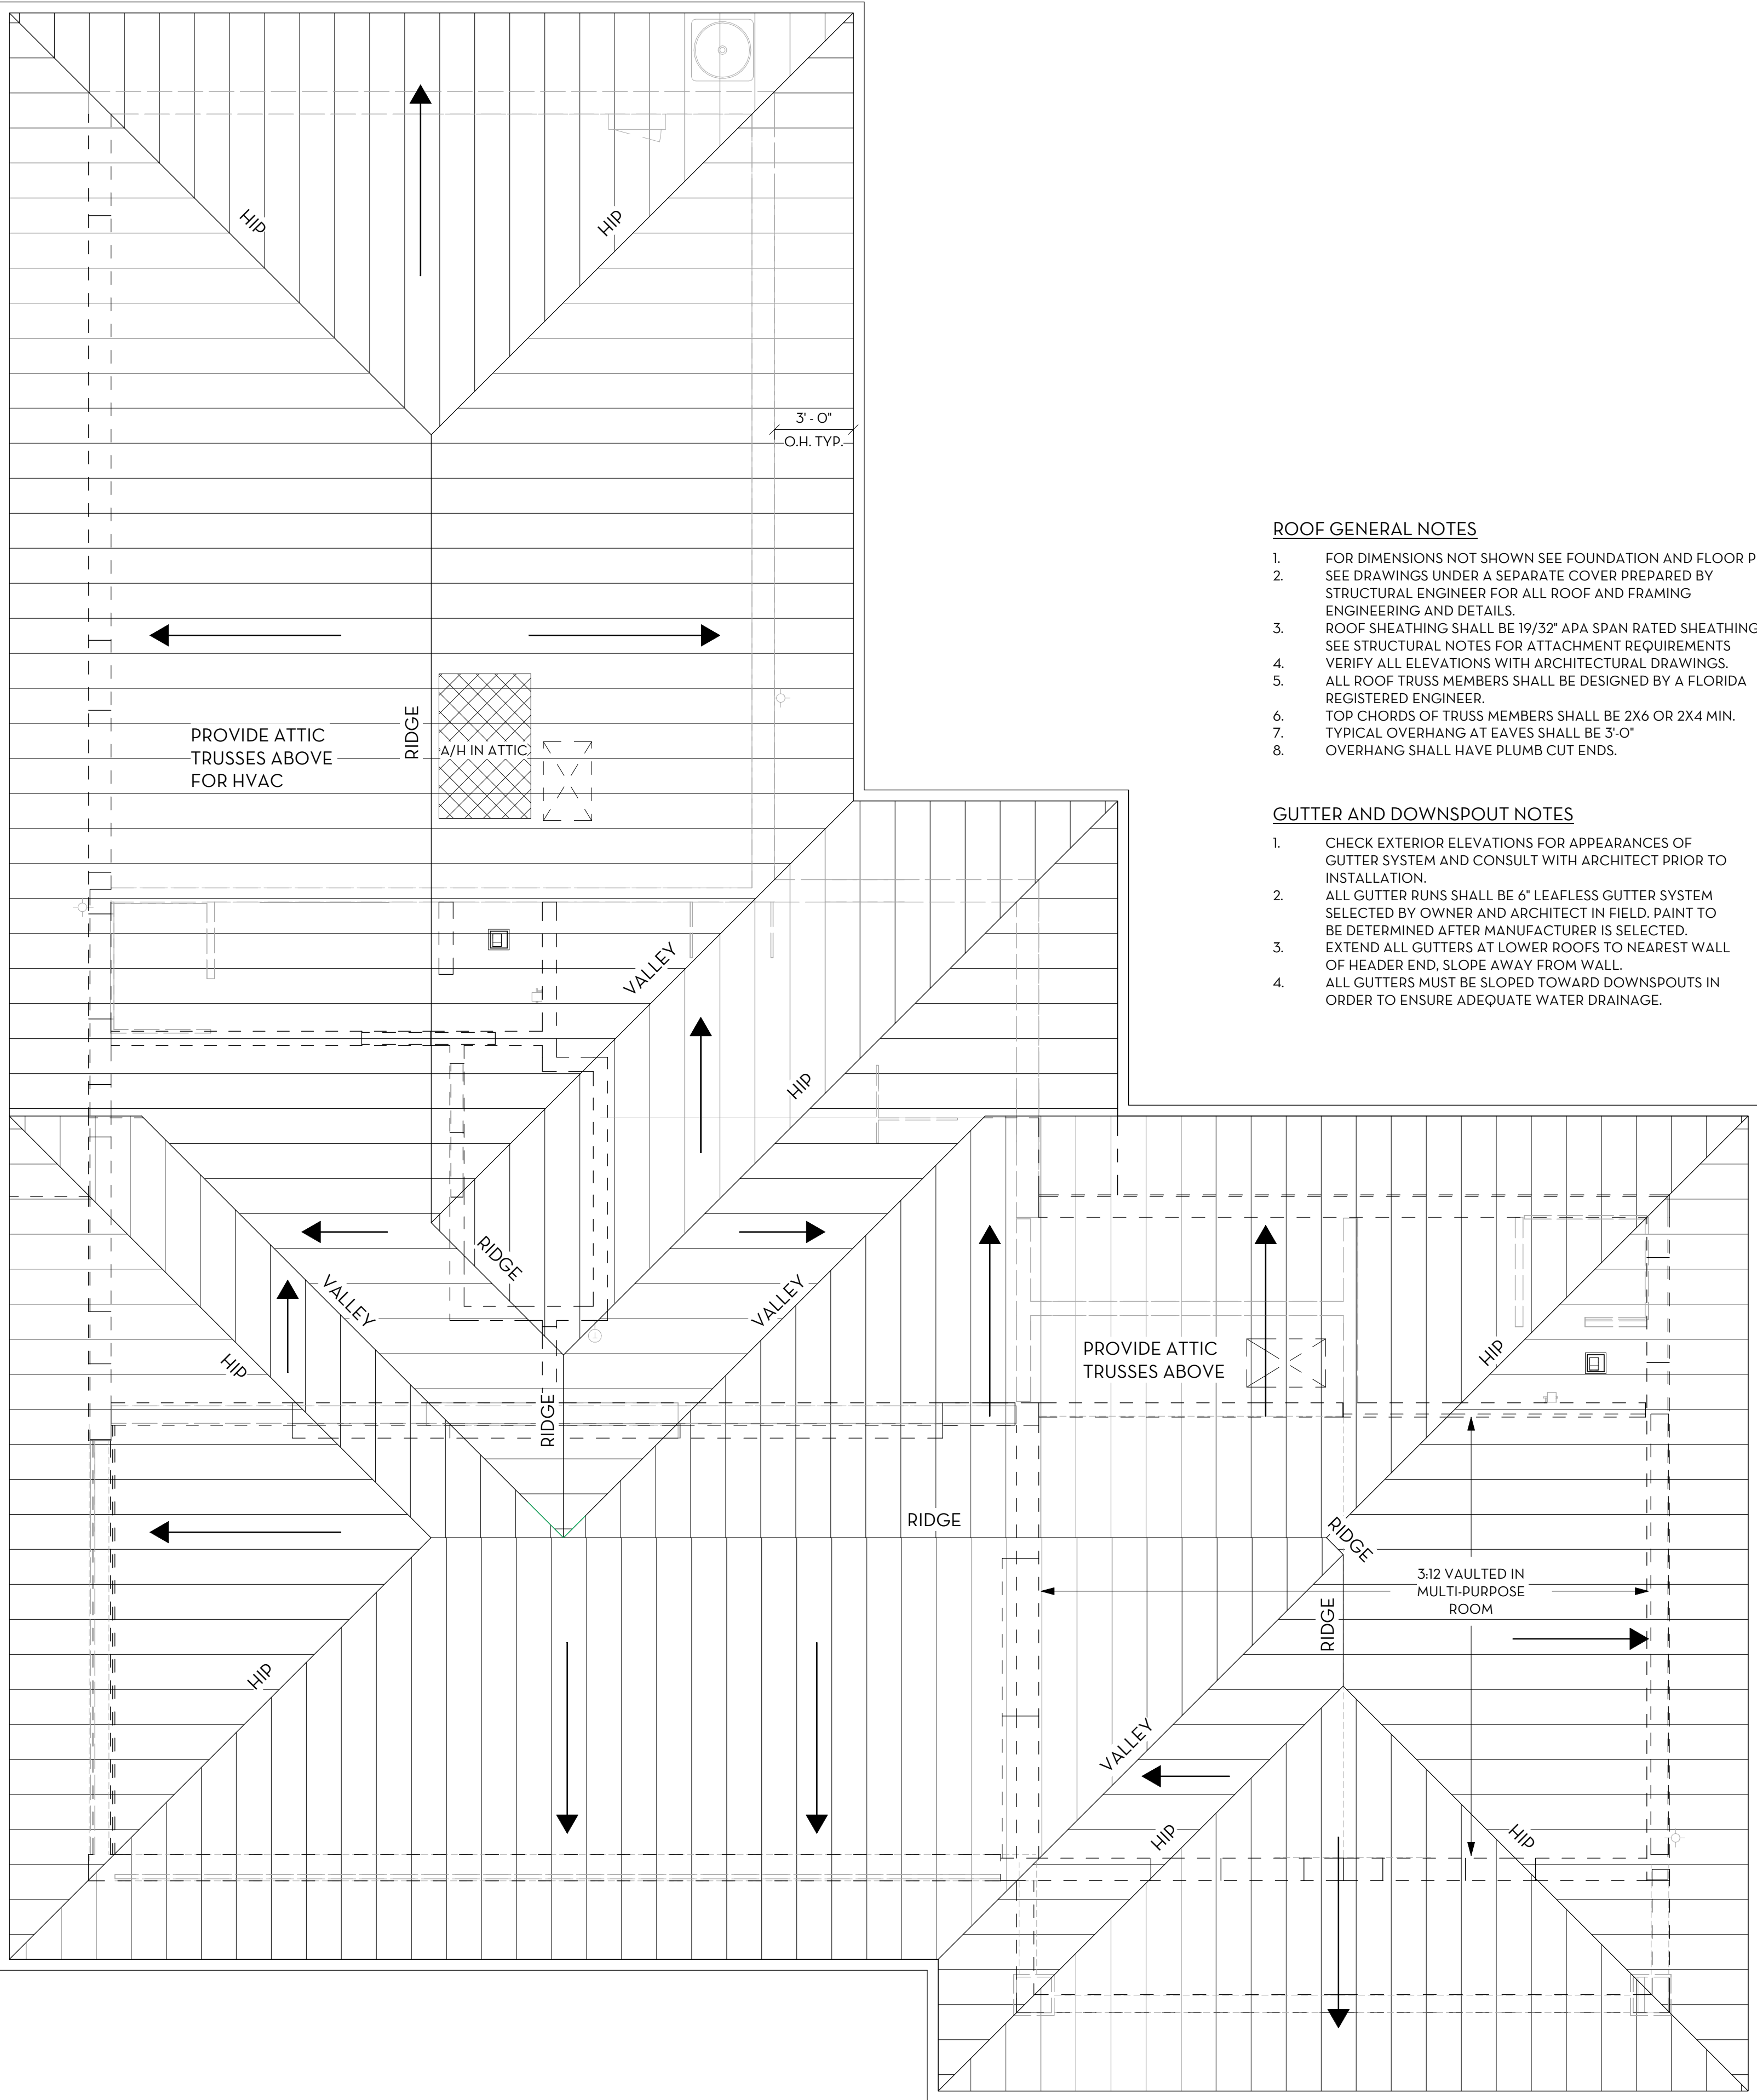 HIP
HIP
3' - 0"
O.H. TYP.
ROOF GENERAL NOTES
1. FOR DIMENSIONS NOT SHOWN SEE FOUNDATION AND FLOOR P
2. SEE DRAWINGS UNDER A SEPARATE COVER PREPARED BY
STRUCTURAL ENGINEER FOR ALL ROOF AND FRAMING
ENGINEERING AND DETAILS.
3. ROOF SHEATHING SHALL BE 19/32" APA SPAN RATED SHEATHING
SEE STRUCTURAL NOTES FOR ATTACHMENT REQUIREMENTS
4. VERIFY ALL ELEVATIONS WITH ARCHITECTURAL DRAWINGS.
5. ALL ROOF TRUSS MEMBERS SHALL BE DESIGNED BY A FLORIDA
REGISTERED ENGINEER.
6. TOP CHORDS OF TRUSS MEMBERS SHALL BE 2X6 OR 2X4 MIN.
7. TYPICAL OVERHANG AT EAVES SHALL BE 3'-0"
8. OVERHANG SHALL HAVE PLUMB CUT ENDS.
PROVIDE ATTIC
TRUSSES ABOVE
FOR HVAC
RIDGE
A/H IN ATTIC
GUTTER AND DOWNSPOUT NOTES
1. CHECK EXTERIOR ELEVATIONS FOR APPEARANCES OF
GUTTER SYSTEM AND CONSULT WITH ARCHITECT PRIOR TO
INSTALLATION.
2. ALL GUTTER RUNS SHALL BE 6" LEAFLESS GUTTER SYSTEM
SELECTED BY OWNER AND ARCHITECT IN FIELD. PAINT TO
BE DETERMINED AFTER MANUFACTURER IS SELECTED.
3. EXTEND ALL GUTTERS AT LOWER ROOFS TO NEAREST WALL
OF HEADER END, SLOPE AWAY FROM WALL.
4. ALL GUTTERS MUST BE SLOPED TOWARD DOWNSPOUTS IN
ORDER TO ENSURE ADEQUATE WATER DRAINAGE.
VALLEY
HIP
RIDGE
VALLEY
VALLEY
HIP
PROVIDE ATTIC
TRUSSES ABOVE
HIP
RIDGE
RIDGE
RIDGE
3:12 VAULTED IN
MULTI-PURPOSE
ROOM
RIDGE
HIP
VALLEY
HIP
HIP